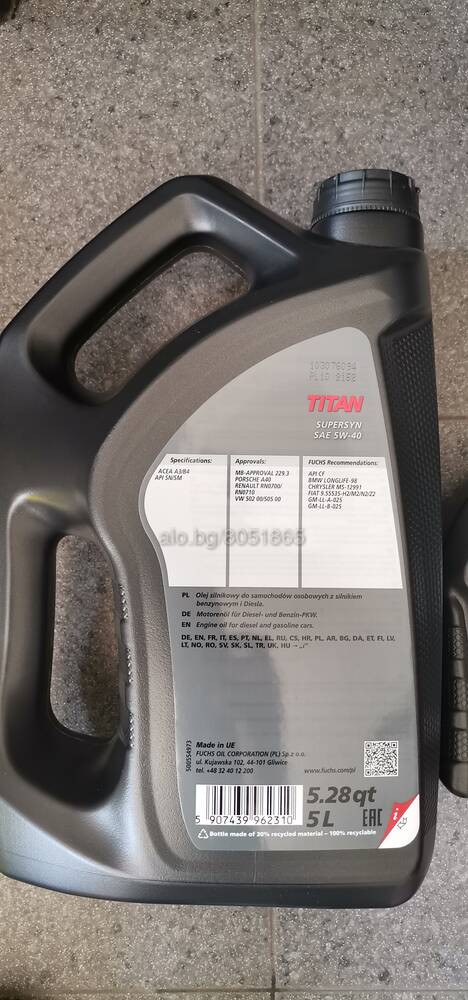 103076094
PL10 2162
TITAN
SUPERSYN
SAE 5W-40
Specifications:
ACEA A3/B4
API SN/SM
Approvals:
MB-APPROVAL 229.3
PORSCHE A40
RENAULT RN0700/
RN0710
VW 502 00/505 00
FUCHS Recommendations:
API CF
BMW LONGLIFE-98
CHRYSLER MS-12991
FIAT 9.55535-H2/M2/N2/Z2
GM-LL-A-025
GM-LL-B-025
alo.bg/8051865
PL Olej silnikowy do samochodów osobowych z silnikiem
benzynowym i Diesla.
DE Motorenöl für Diesel- und Benzin-PKW.
EN Engine oil for diesel and gasoline cars.
DE, EN, FR, IT, ES, PT, NL, EL, RU, CS, HR, PL, AR, BG, DA, ET, FI, LV,
LT, NO, RO, SV, SK, SL, TR, UK, HU → „i"
500554973
Made in UE
FUCHS OIL CORPORATION (PL) Sp.z o.o.
ul. Kujawska 102, 44-101 Gliwice
tel. +48 32 40 12 200
www.fuchs.com/pl
5 907439 962310
5.28qt
5 L
EAC
i
Bottle made of 20% recycled material – 100% recyclable